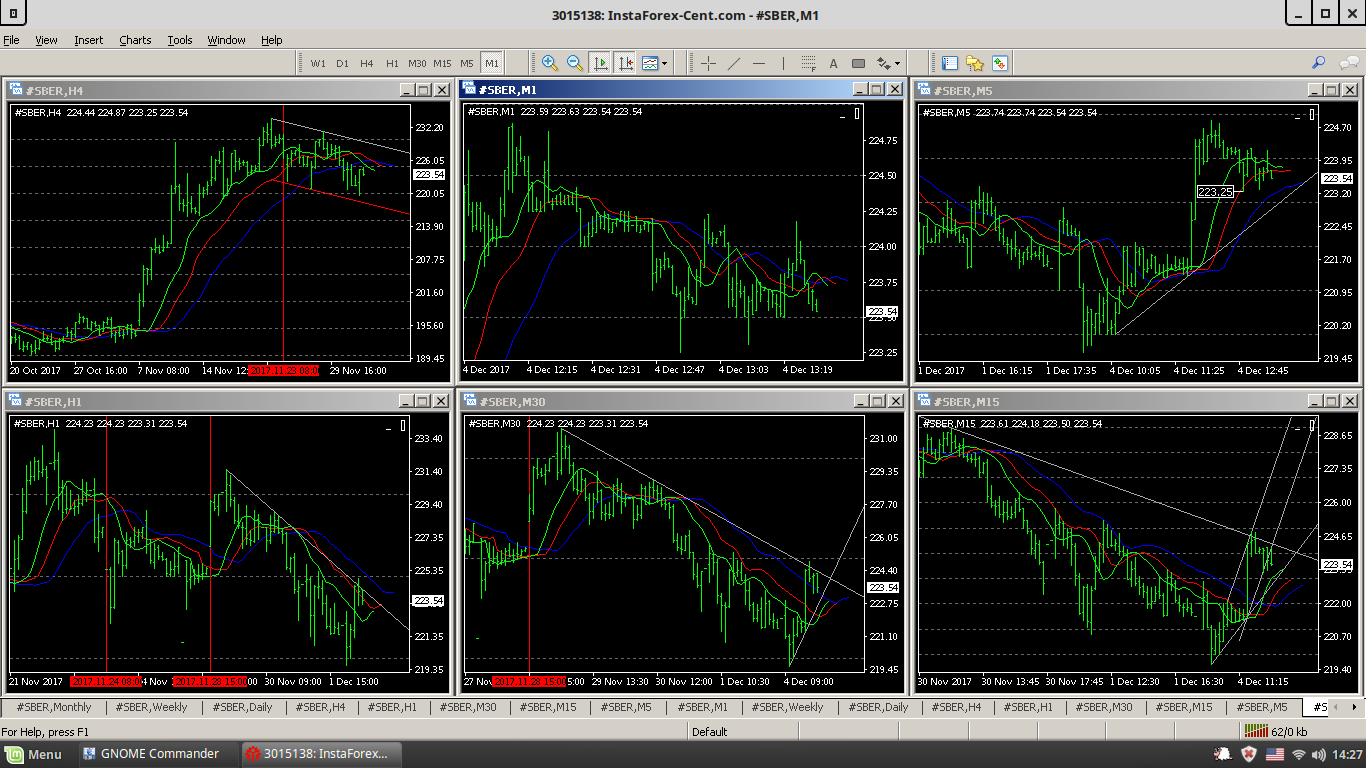 3015138: InstaForex-Cent.com - #SBER,M1
File View Insert Charts Tools Window Help
W1 D1 H4 H1 M30 M15 M5 M1
A
#SBER,H4
#SBER,H4 224.44 224.87 223.25 223.54
232.20
226.05
223.54
220.05
213.90
207.75
201.60
195.60
189.45
20 Oct 2017 27 Oct 16:00 7 Nov 08:00 14 Nov 12: 2017.11.23 08:00 29 Nov 16:00
#SBER,M1
#SBER,M1 223.59 223.63 223.54 223.54
224.75
224.50
224.25
224.00
223.75
223.54
223.25
4 Dec 2017 4 Dec 12:15 4 Dec 12:31 4 Dec 12:47 4 Dec 13:03 4 Dec 13:19
#SBER,M5
#SBER,M5 223.74 223.74 223.54 223.54
223.25
224.70
223.95
223.54
223.20
222.45
221.70
220.95
220.20
219.45
1 Dec 2017 1 Dec 16:15 1 Dec 17:35 4 Dec 10:05 4 Dec 11:25 4 Dec 12:45
#SBER,H1
#SBER,H1 224.23 224.23 223.31 223.54
233.40
231.40
229.40
227.35
225.35
223.54
221.35
219.35
21 Nov 2017 2017.11.24 08:00 4 Nov 2017.11.28 15:00 :00 30 Nov 09:00 1 Dec 15:00
#SBER,M30
#SBER,M30 224.23 224.23 223.31 223.54
231.00
229.35
227.70
226.05
224.40
223.54
222.75
221.10
219.45
27 Nov 2017.11.28 15:00 5:00 29 Nov 13:30 30 Nov 12:00 1 Dec 10:30 4 Dec 09:00
#SBER,M15
#SBER,M15 223.61 224.18 223.50 223.54
228.65
227.35
226.00
224.65
223.54
222.00
220.70
219.40
30 Nov 2017 30 Nov 13:45 30 Nov 17:45 1 Dec 12:30 1 Dec 16:30 4 Dec 11:15
#SBER,Monthly #SBER,Weekly #SBER,Daily #SBER,H4 #SBER,H1 #SBER,M30 #SBER,M15 #SBER,M5 #SBER,M1 #SBER,Weekly #SBER,Daily #SBER,H4 #SBER,H1 #SBER,M30 #SBER,M15 #SBER,M5 #S
For Help, press F1 Default 62/0 kb
Menu GNOME Commander 3015138: InstaForex... 14:27